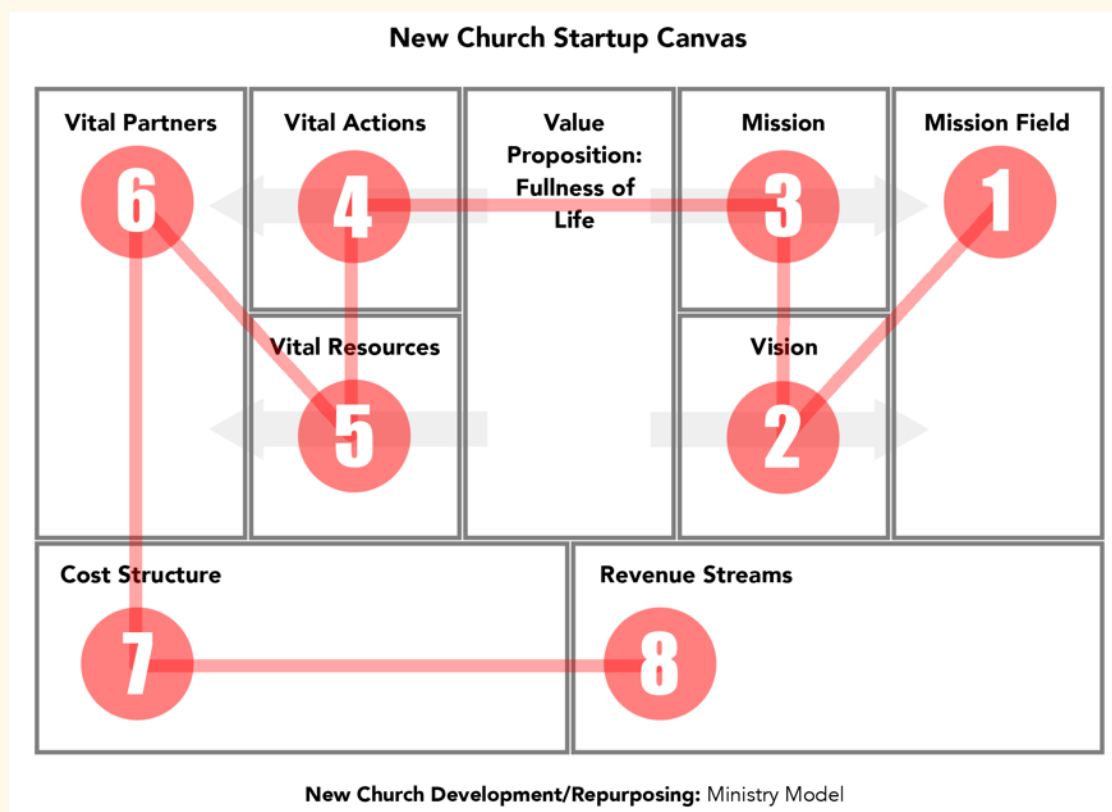 New Church Startup Canvas
Vital Partners
6
Vital Actions
4
Value
Proposition:
Fullness of
Life
Mission
3
Mission Field
1
Vital Resources
5
Vision
2
Cost Structure
7
Revenue Streams
8
New Church Development/Repurposing: Ministry Model